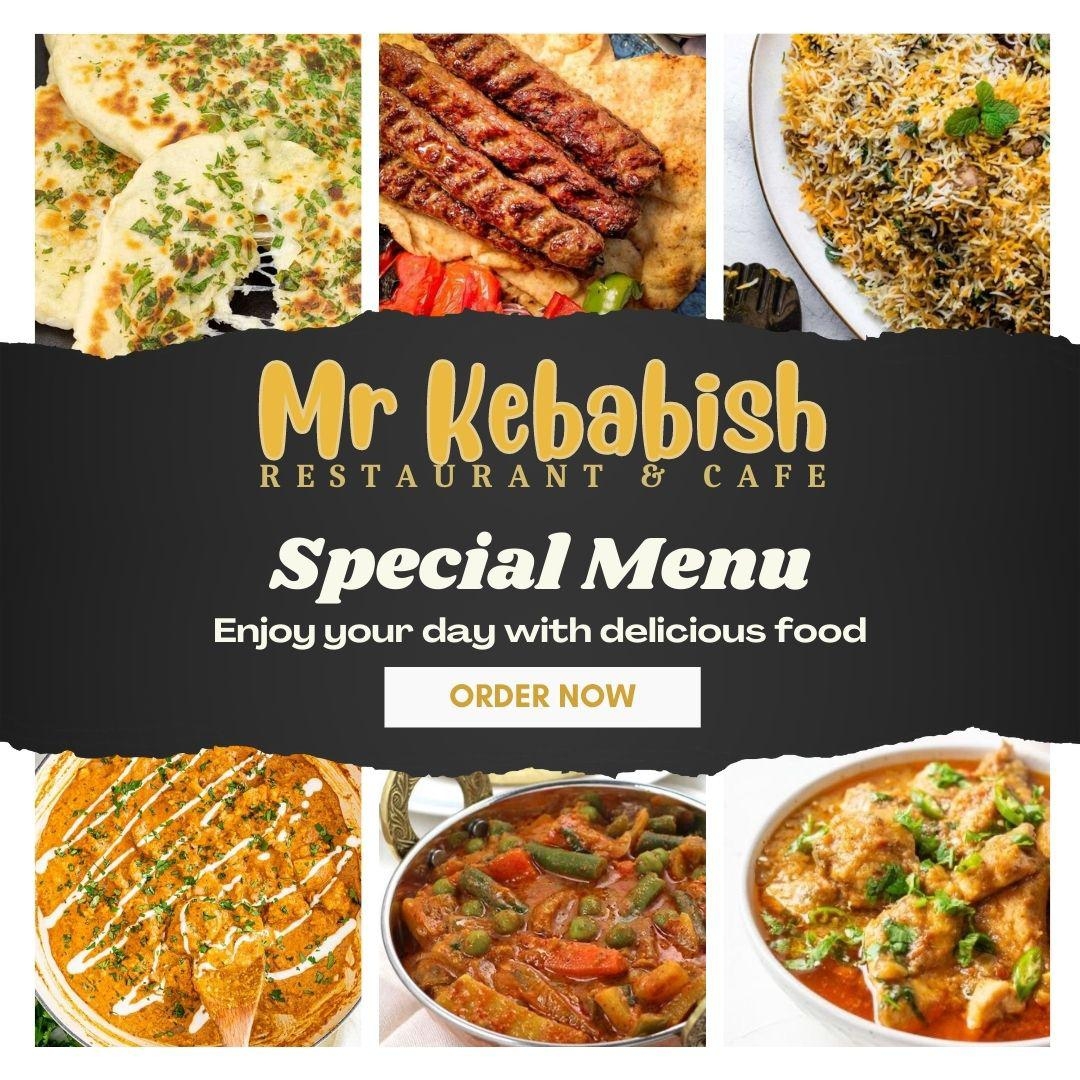 Mr Kebabish
RESTAURANT & CAFE
Special Menu
Enjoy your day with delicious food
ORDER NOW